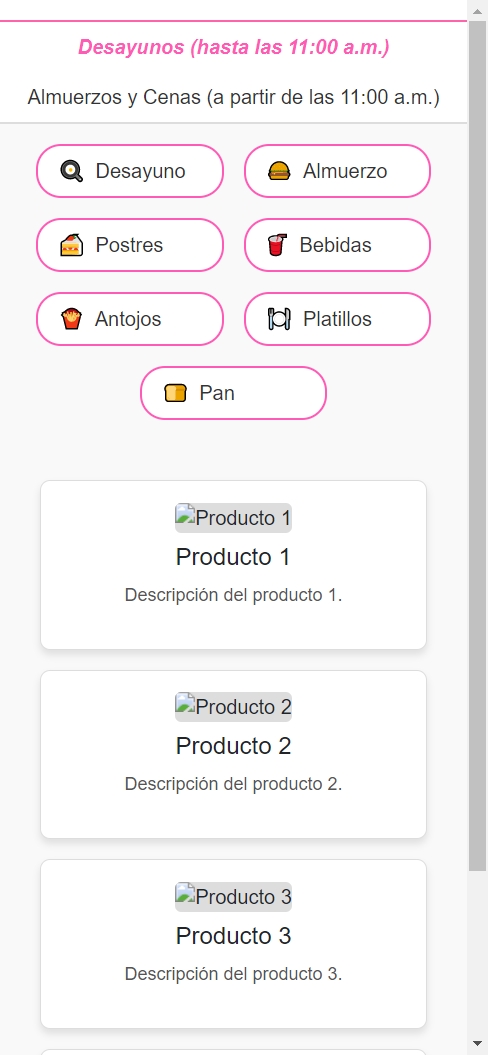 Desayunos (hasta las 11:00 a.m.)
Almuerzos y Cenas (a partir de las 11:00 a.m.)
Desayuno
Almuerzo
Postres
Bebidas
Antojos
Platillos
Pan
Producto 1
Producto 1
Descripción del producto 1.
Producto 2
Producto 2
Descripción del producto 2.
Producto 3
Producto 3
Descripción del producto 3.